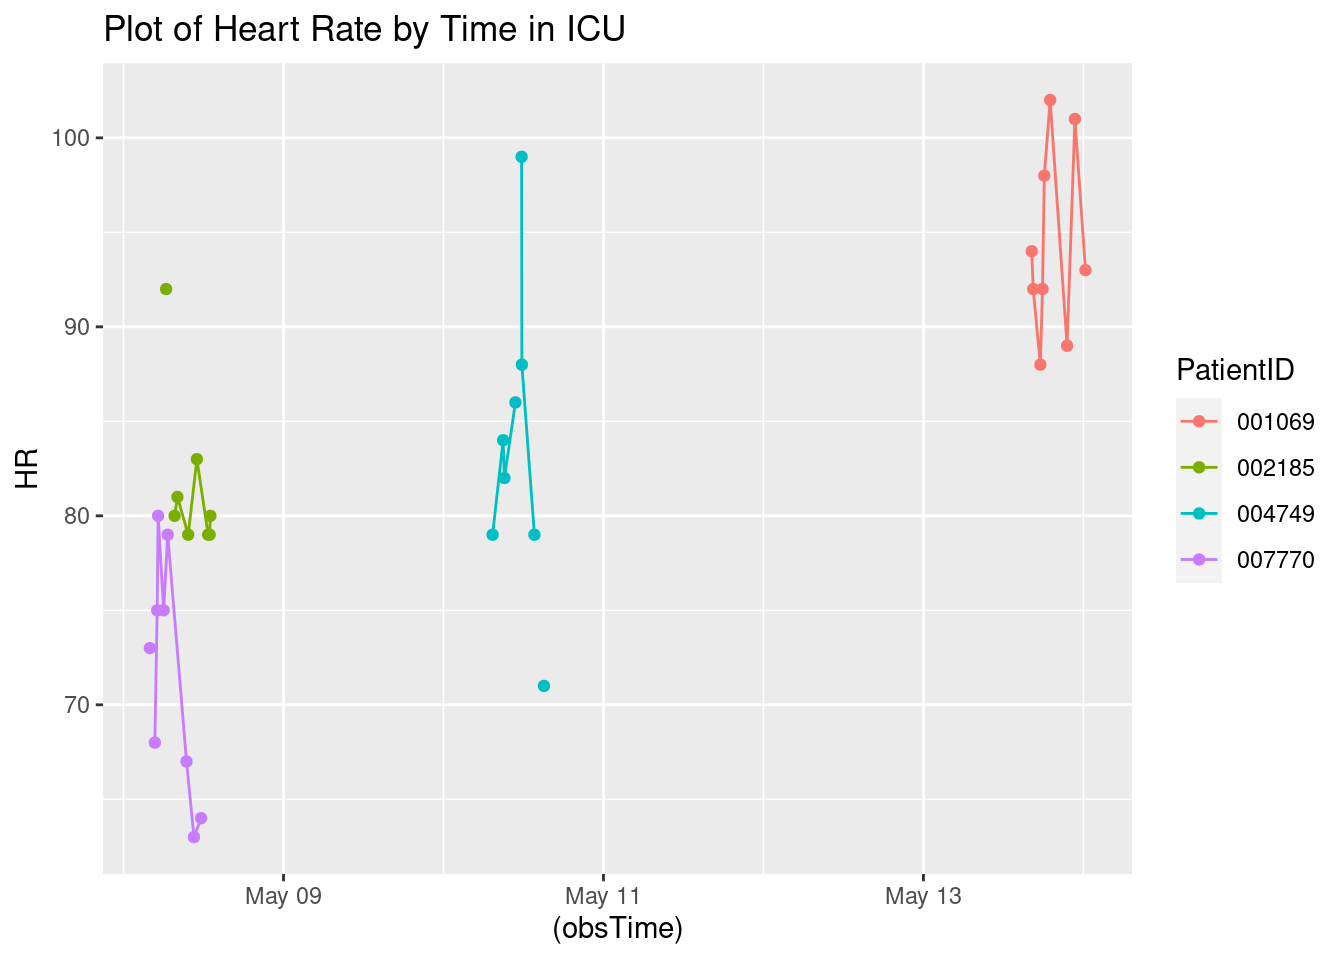 Plot of Heart Rate by Time in ICU
100
90
80
70
HR
May 09
May 11
May 13
(obsTime)
PatientID
001069
002185
004749
007770